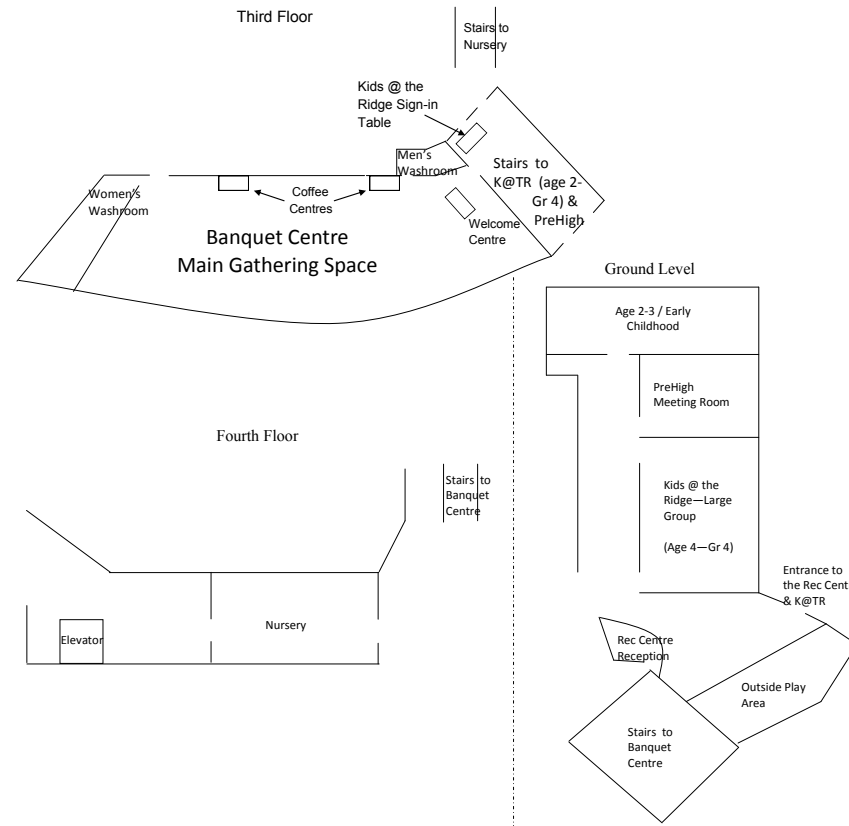 Third Floor
Stairs to
Nursery
Kids @ the
Ridge Sign-in
Table
Men's
Washroom
Stairs to
K@TR (age 2-
Gr 4) &
PreHigh
Women's
Washroom
Coffee
Centres
Welcome
Centre
Banquet Centre
Main Gathering Space
Ground Level
Age 2-3 / Early
Childhood
PreHigh
Meeting Room
Kids @ the
Ridge—Large
Group
(Age 4—Gr 4)
Entrance to
the Rec Cent
& K@TR
Rec Centre
Reception
Outside Play
Area
Stairs to
Banquet
Centre
Fourth Floor
Stairs to
Banquet
Centre
Elevator
Nursery